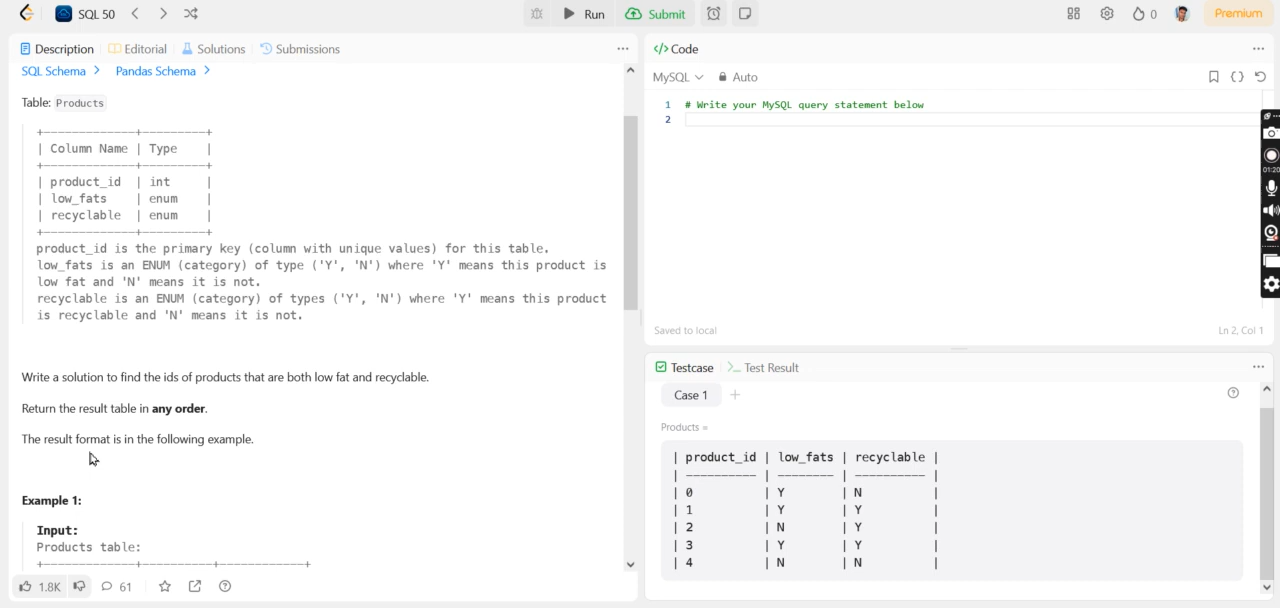 SQL 50
Run
Submit
0
Premium
Description
Editorial
Solutions
Submissions
SQL Schema
Pandas Schema
Table: Products
+-------------+---------+
| Column Name | Type    |
+-------------+---------+
| product_id  | int     |
| low_fats    | enum    |
| recyclable  | enum    |
+-------------+---------+
product_id is the primary key (column with unique values) for this table.
low_fats is an ENUM (category) of type ('Y', 'N') where 'Y' means this product is
low fat and 'N' means it is not.
recyclable is an ENUM (category) of types ('Y', 'N') where 'Y' means this product
is recyclable and 'N' means it is not.
Write a solution to find the ids of products that are both low fat and recyclable.
Return the result table in any order.
The result format is in the following example.
Example 1:
Input:
Products table:
+-------------+----------+------------+
1.8K
61
</> Code
MySQL
Auto
1 # Write your MySQL query statement below
2
Saved to local
Ln 2, Col 1
01:20
Testcase
Test Result
Case 1
Products =
| product_id | low_fats | recyclable |
| ---------- | -------- | ---------- |
| 0          | Y        | N          |
| 1          | Y        | Y          |
| 2          | N        | Y          |
| 3          | Y        | Y          |
| 4          | N        | N          |